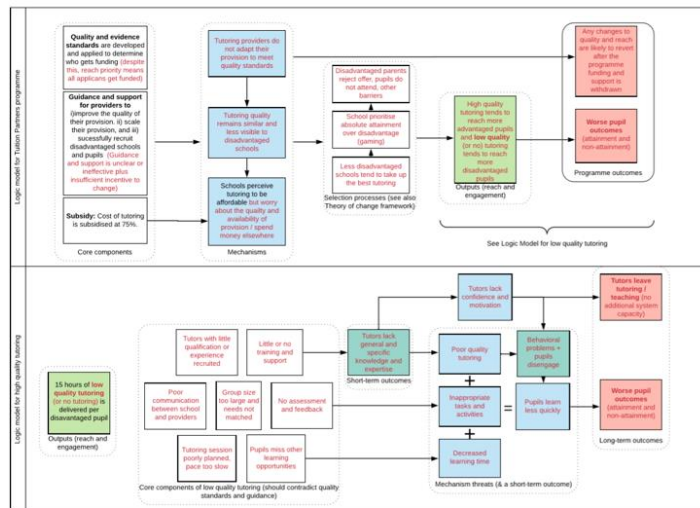 Logic model for Tuition Partners programme
Quality and evidence
standards are developed
and applied to determine
who gets funding (despite
this, reach priority means
all applicants get funded)
Guidance and support
for providers to
i)improve the quality of
their provision. ii) scale
their provision, and iii)
sucessfully recruit
disadvantaged schools
and pupils (Guidance
and support is unclear or
ineffective plus
insufficient incentive to
change)
Subsidy: Cost of tutoring
is subsidised at 75%.
Core components
Tutoring providers do
not adapt their
provision to meet
quality standards
Tutoring quality
remains similar and
less visible to
disadvantaged
schools
Schools perceive
tutoring to be
affordable but worry
about the quality and
availability of
provision / spend
money elsewhere
Mechanisms
Disadvantaged parents
reject offer, pupils do
not attend, other
barriers
School prioritise
absolute attainment
over disadvantage
(gaming)
Less disadvantaged
schools tend to take up
the best tutoring
Selection processes (see also
Theory of change framework)
High quality
tutoring tends to
reach more
advantaged pupils
and low quality
(or no) tutoring
tends to reach
more
disadvantaged
pupils
Outputs (reach and
engagement)
Any changes to
quality and reach are
likely to revert after
the programme
funding and support
is withdrawn
Worse pupil
outcomes
(attainment and
non-attainment)
Programme outcomes
See Logic Model for low quality tutoring
Logic model for high quality tutoring
15 hours of low
quality tutoring
(or no tutoring) is
delivered per
disavantaged pupil
Outputs (reach and
engagement)
Tutors with little
qualification or
experience
recruited
Little or no
training and
support
Poor
communication
between school
and providers
Group size
too large and
needs not
matched
No assessment
and feedback
Tutoring session
poorly planned,
pace too slow
Pupils miss other
learning
opportunities
Core components of low quality tutoring (should contradict quality
standards and guidance)
Tutors lack
general and
specific
knowledge and
expertise
Short-term outcomes
Tutors lack
confidence and
motivation
Poor quality
tutoring
+
Inappropriate
tasks and
activities
+
Decreased
learning time
=
Behavioral
problems +
pupils
disengage
Pupils learn
less quickly
Mechanism threats (& a short-term outcome)
Tutors leave
tutoring /
teaching (no
additional system
capacity)
Worse pupil
outcomes
(attainment and
non-attainment)
Long-term outcomes